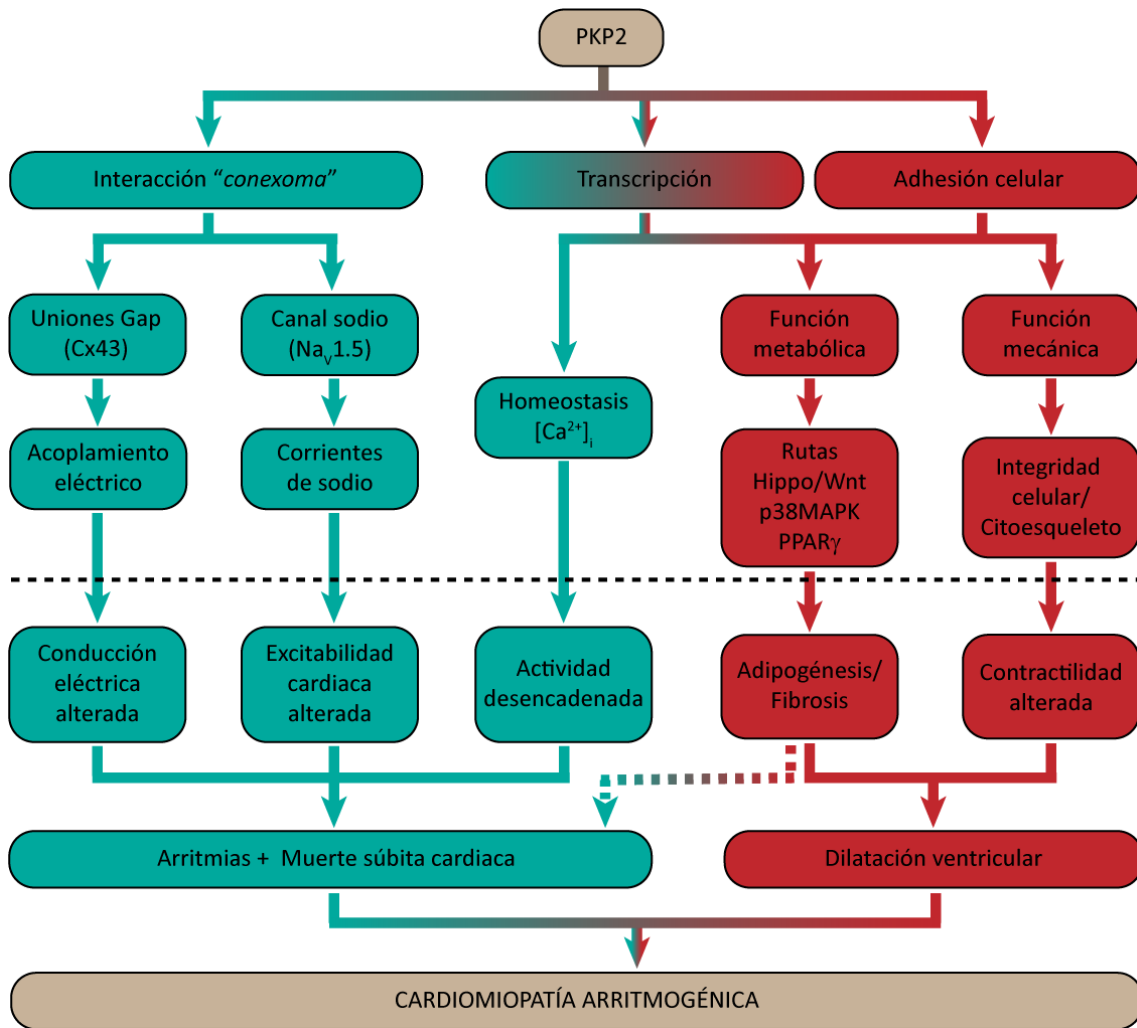 PKP2
Interacción “conexoma”
Transcripción
Adhesión celular
Uniones Gap
(Cx43)
Canal sodio
(NaV1.5)
Función
metabólica
Función
mecánica
Homeostasis
[Ca2+]i
Acoplamiento
eléctrico
Corrientes
de sodio
Rutas
Hippo/Wnt
p38MAPK
PPARγ
Integridad
celular/
Citoesqueleto
Conducción
eléctrica
alterada
Excitabilidad
cardiaca
alterada
Actividad
desencadenada
Adipogénesis/
Fibrosis
Contractilidad
alterada
Arritmias + Muerte súbita cardiaca
Dilatación ventricular
CARDIOMIOPATÍA ARRITMOGÉNICA